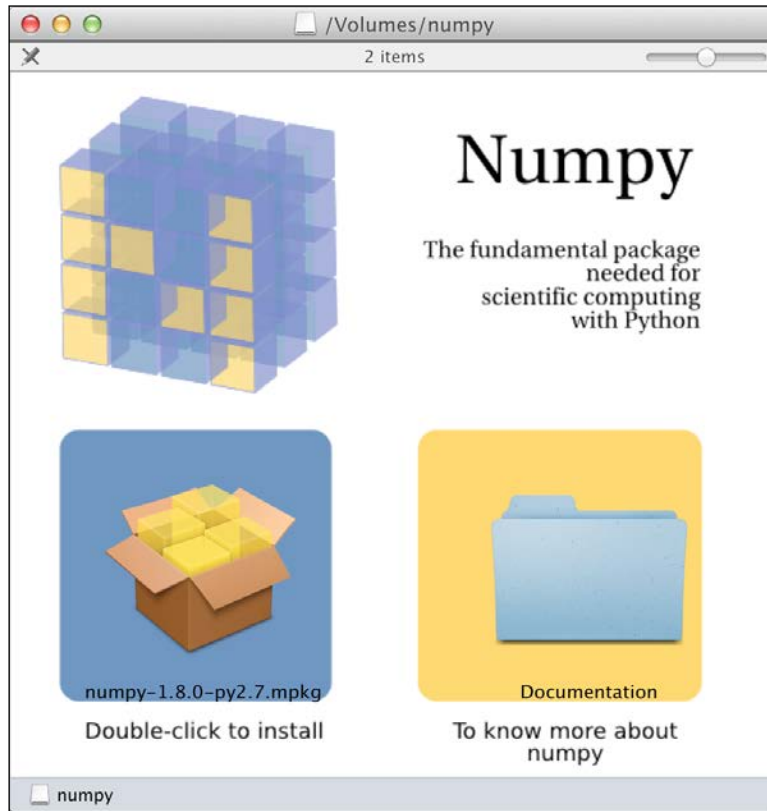 /Volumes/numpy
2 items
Numpy
The fundamental package
needed for
scientific computing
with Python
numpy-1.8.0-py2.7.mpkg
Double-click to install
Documentation
To know more about
numpy
numpy